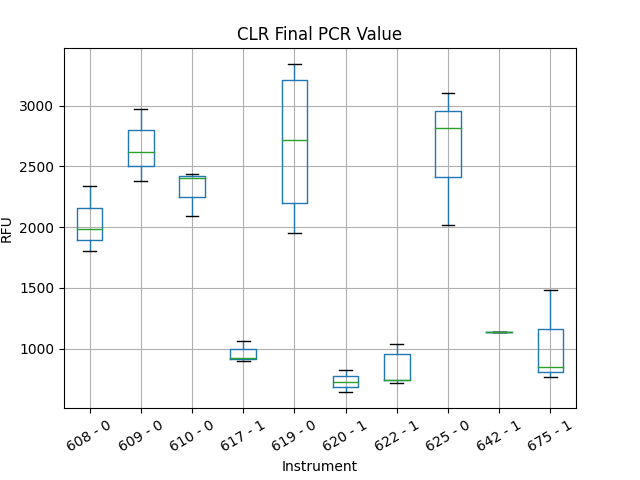 CLR Final PCR Value
3000
2500
2000
1500
1000
RFU
608 - 0
609 - 0
610 - 0
617 - 1
619 - 0
620 - 1
622 - 1
625 - 0
642 - 1
675 - 1
Instrument